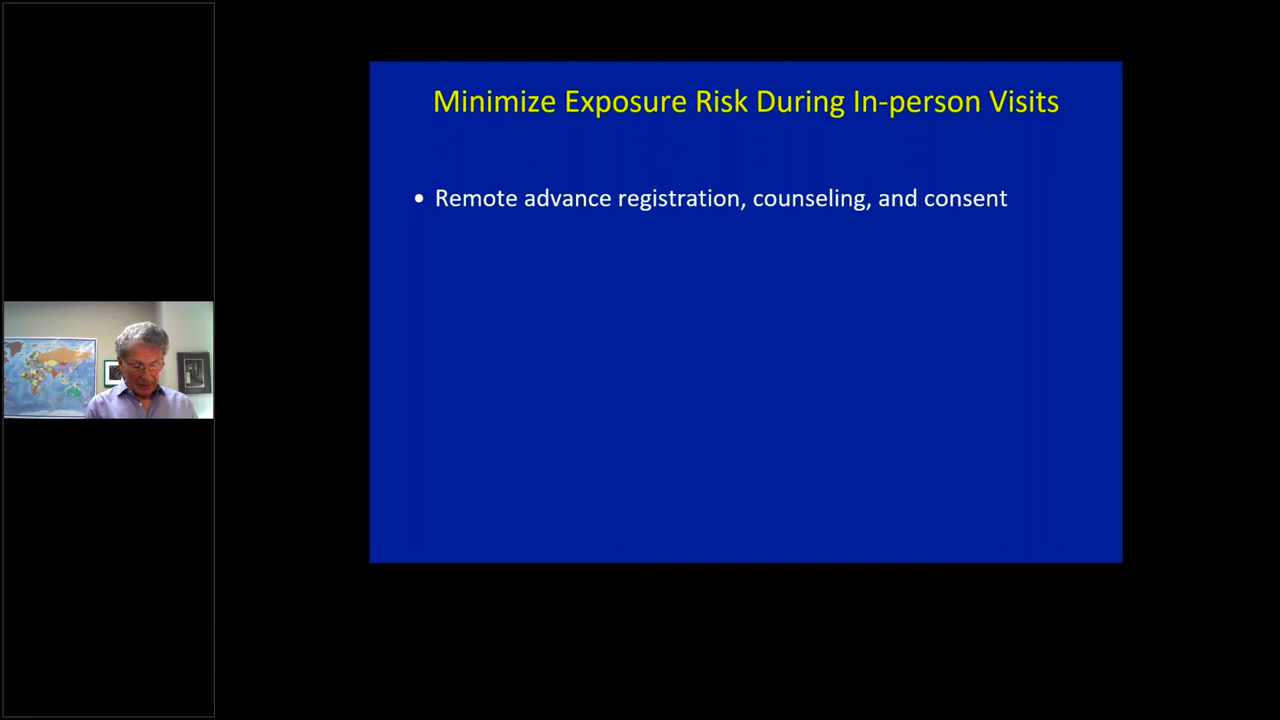 Minimize Exposure Risk During In-person Visits
• Remote advance registration, counseling, and consent